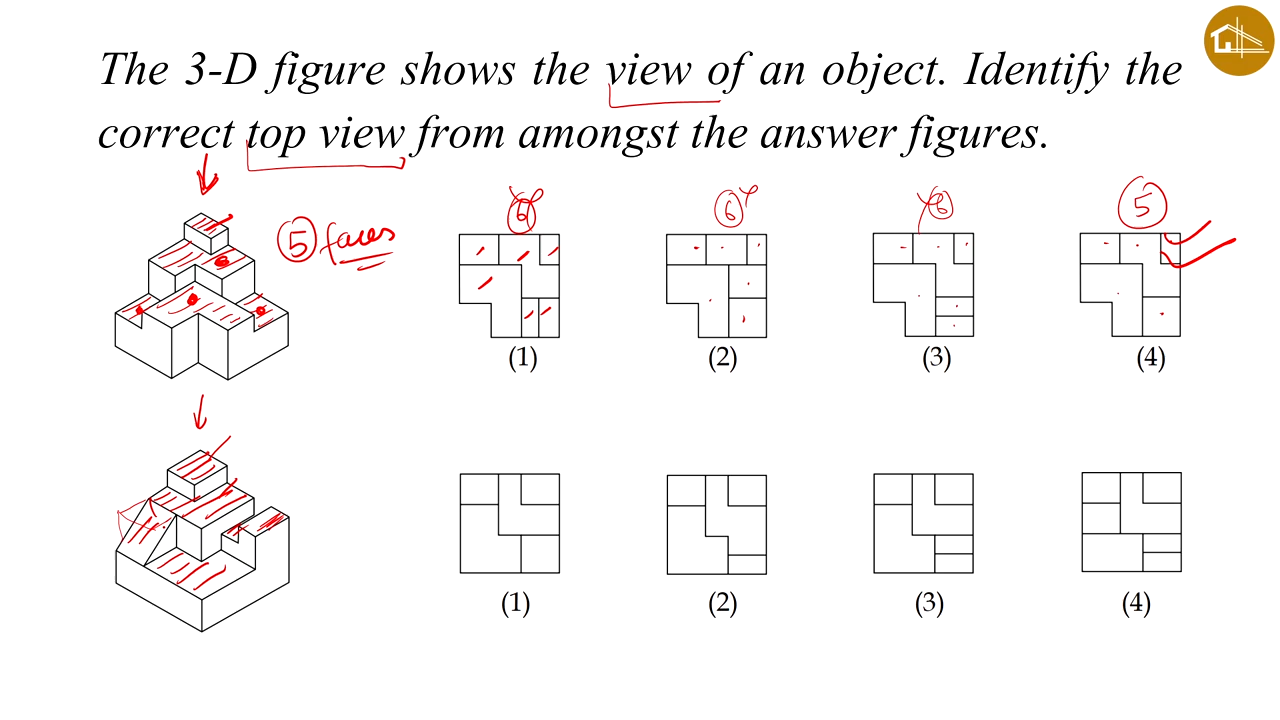 The 3-D figure shows the view of an object. Identify the
correct top view from amongst the answer figures.
5 faces
6 6 6 5
(1) (2) (3) (4)
(1) (2) (3) (4)